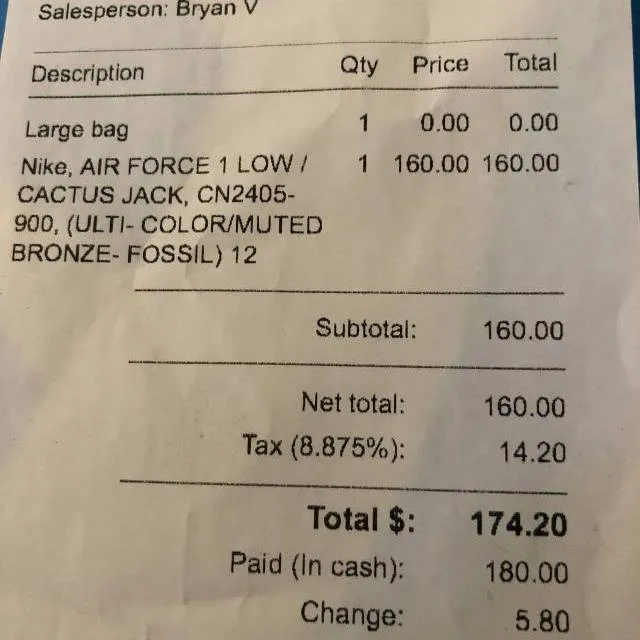 Salesperson: Bryan V
Description Qty Price Total
Large bag 1 0.00 0.00
Nike, AIR FORCE 1 LOW / 1 160.00 160.00
CACTUS JACK, CN2405-
900, (ULTI- COLOR/MUTED
BRONZE- FOSSIL) 12
Subtotal: 160.00
Net total: 160.00
Tax (8.875%): 14.20
Total $: 174.20
Paid (In cash): 180.00
Change: 5.80